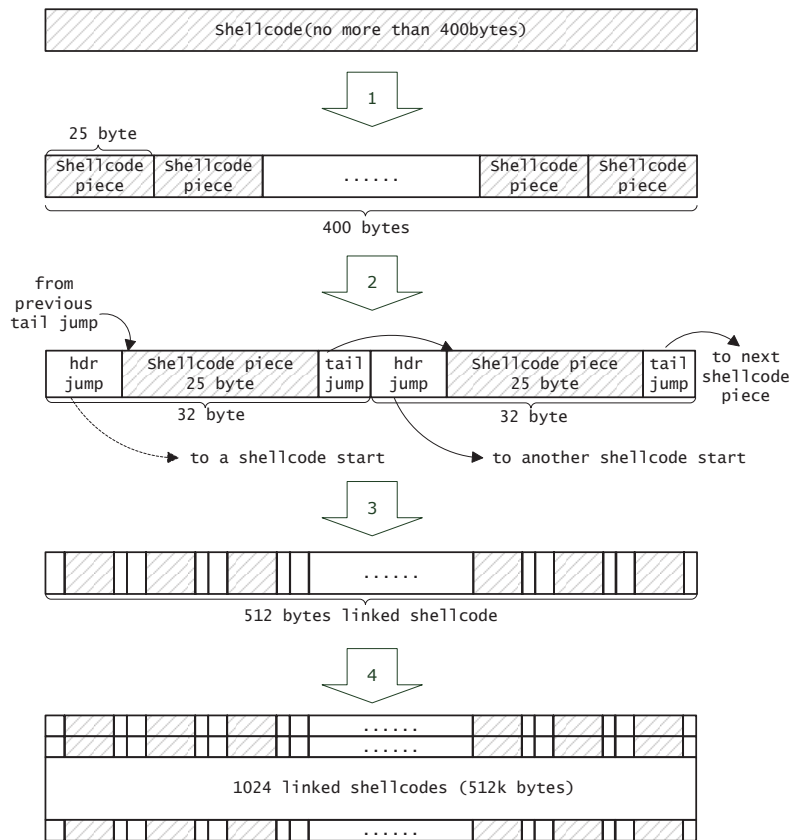 Shellcode(no more than 400bytes)
1
25 byte
Shellcode
piece
Shellcode
piece
......
Shellcode
piece
Shellcode
piece
400 bytes
2
from
previous
tail jump
hdr
jump
Shellcode piece
25 byte
tail
jump
hdr
jump
Shellcode piece
25 byte
tail
jump
to next
shellcode
piece
32 byte
32 byte
to a shellcode start
to another shellcode start
3
......
512 bytes linked shellcode
4
......
......
1024 linked shellcodes (512k bytes)
......